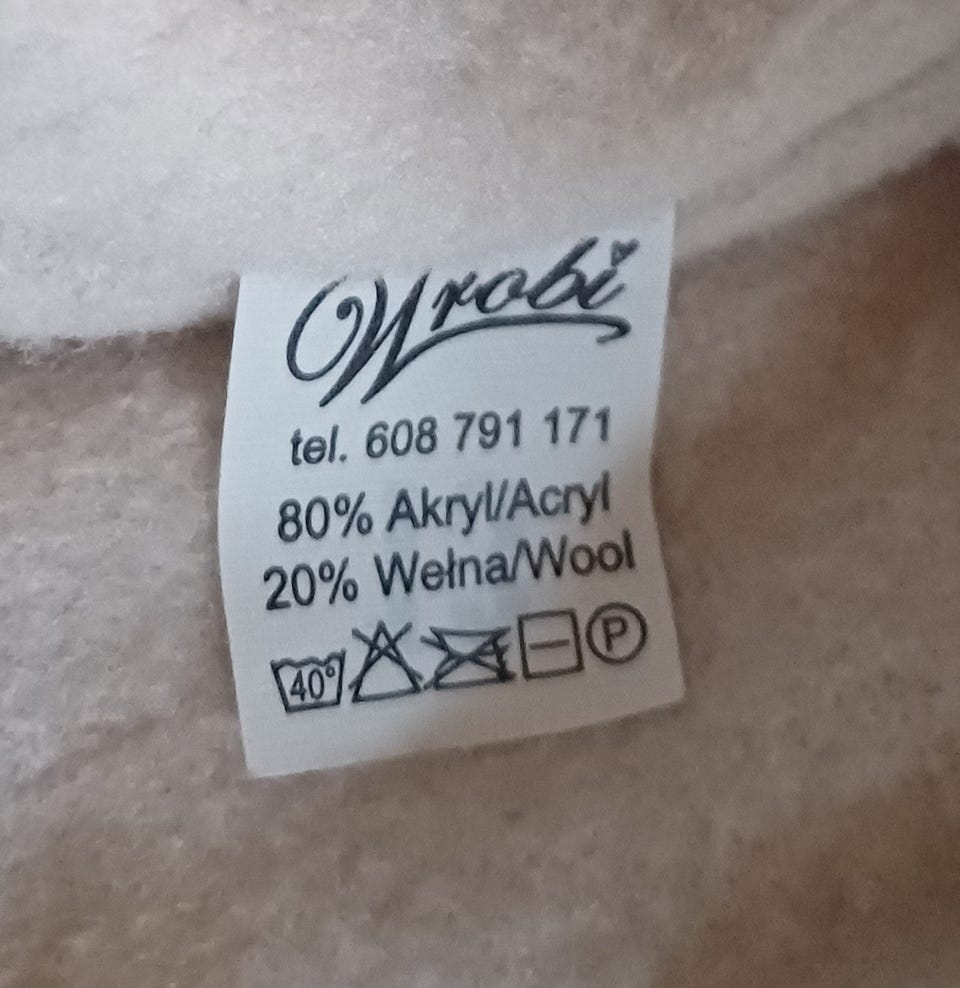 Wrobi
tel. 608 791 171
80% Akryl/Acryl
20% Wełna/Wool
40° P